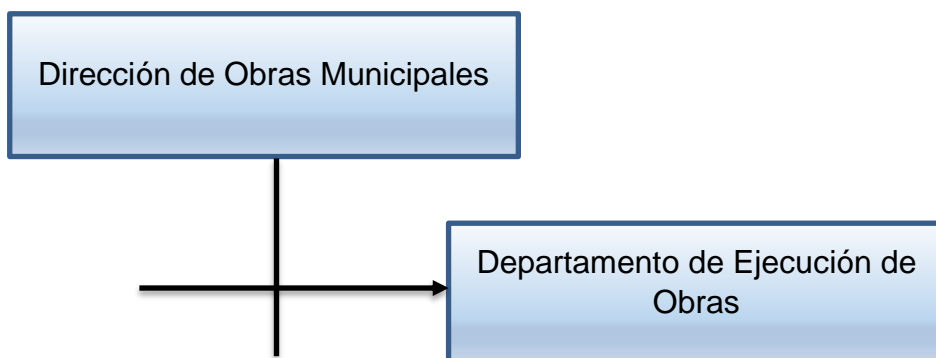 Dirección de Obras Municipales
Departamento de Ejecución de
Obras